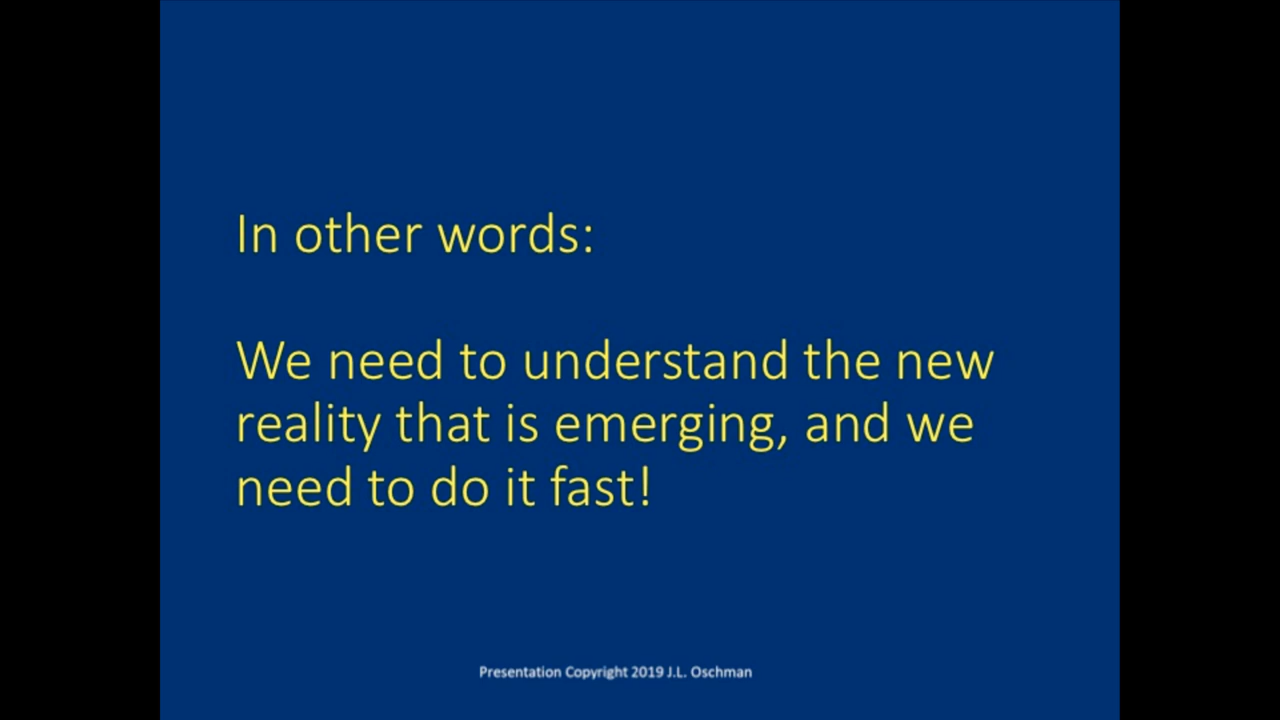 In other words:
We need to understand the new
reality that is emerging, and we
need to do it fast!
Presentation Copyright 2019 J.L. Oschman